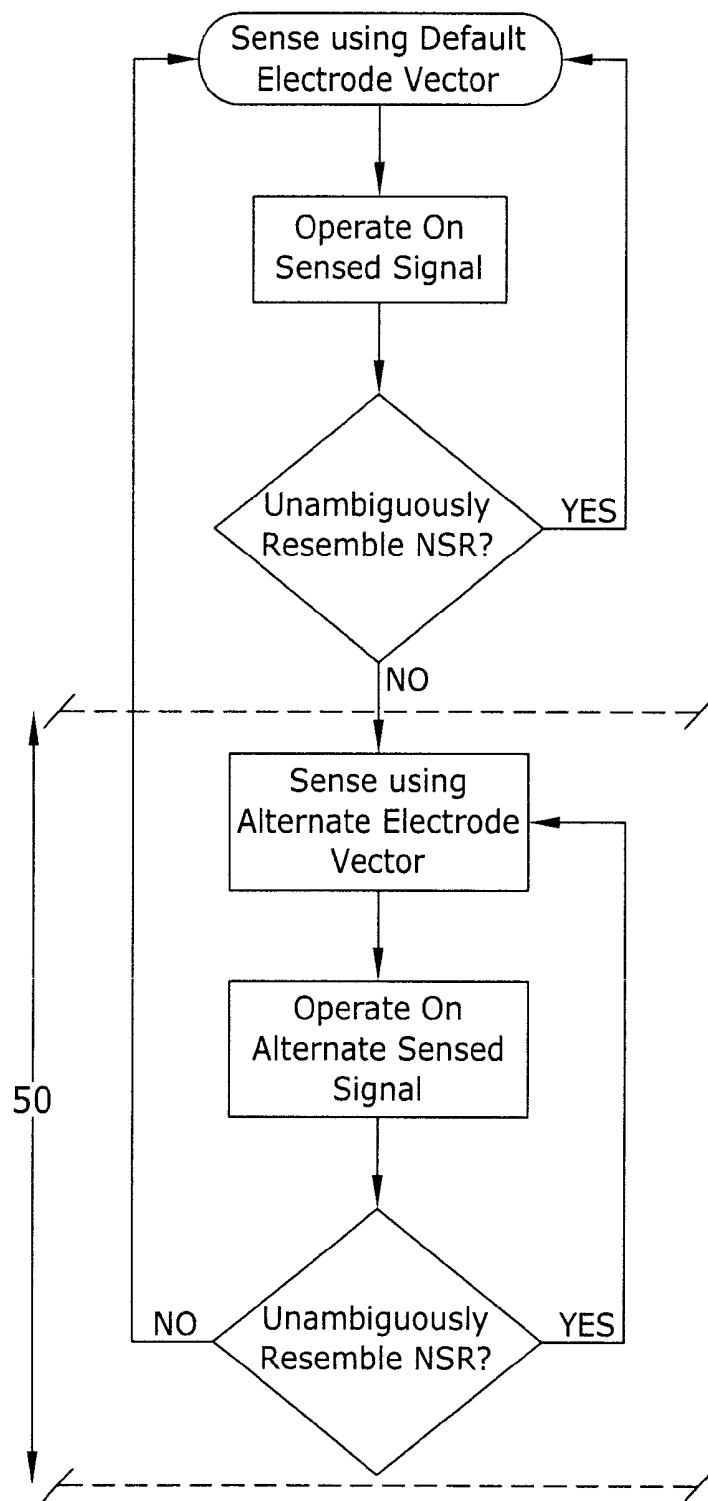 Sense using Default
Electrode Vector
Operate On
Sensed Signal
Unambiguously
Resemble NSR?
YES
NO
Sense using
Alternate Electrode
Vector
Operate On
Alternate Sensed
Signal
50
NO
Unambiguously
Resemble NSR?
YES